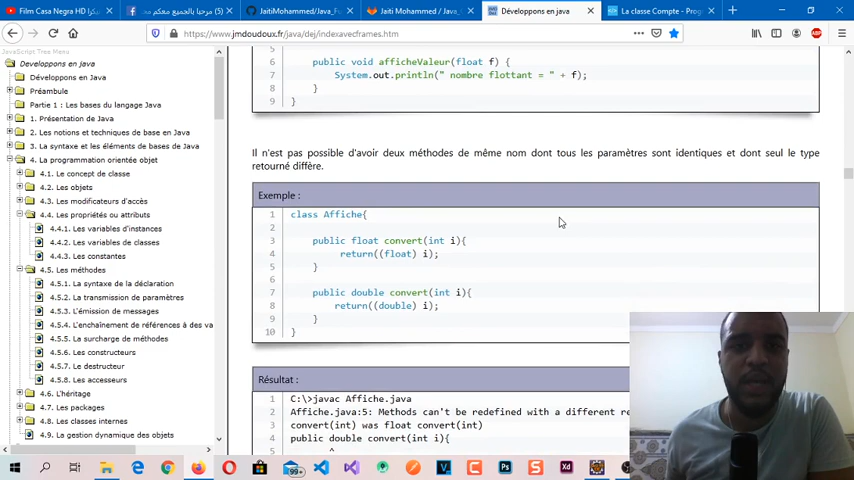 Film Casa Negra HD
(5) مرحبا بالجميع معكم
JaitiMohammed/Java_Fu
Jaiti Mohammed / Java_
Développons en java
La classe Compte - Prog
https://www.jmdoudoux.fr/java/dej/indexavecframes.htm
JavaScript Tree Menu
Developpons en java
Développons en Java
Préambule
Partie 1 : Les bases du langage Java
1. Présentation de Java
2. Les notions et techniques de base en Java
3. La syntaxe et les éléments de bases de Java
4. La programmation orientée objet
4.1. Le concept de classe
4.2. Les objets
4.3. Les modificateurs d'accès
4.4. Les propriétés ou attributs
4.4.1. Les variables d'instances
4.4.2. Les variables de classes
4.4.3. Les constantes
4.5. Les méthodes
4.5.1. La syntaxe de la déclaration
4.5.2. La transmission de paramètres
4.5.3. L'émission de messages
4.5.4. L'enchaînement de références à des va
4.5.5. La surcharge de méthodes
4.5.6. Les constructeurs
4.5.7. Le destructeur
4.5.8. Les accesseurs
4.6. L'héritage
4.7. Les packages
4.8. Les classes internes
4.9. La gestion dynamique des objets
5
6 public void afficheValeur(float f) {
7 System.out.println(" nombre flottant = " + f);
8 }
9 }
Il n'est pas possible d'avoir deux méthodes de même nom dont tous les paramètres sont identiques et dont seul le type
retourné diffère.
Exemple :
1 class Affiche{
2
3 public float convert(int i){
4 return((float) i);
5 }
6
7 public double convert(int i){
8 return((double) i);
9 }
10 }
Résultat :
1 C:\>javac Affiche.java
2 Affiche.java:5: Methods can't be redefined with a different re
3 convert(int) was float convert(int)
4 public double convert(int i){
5 ^
99+